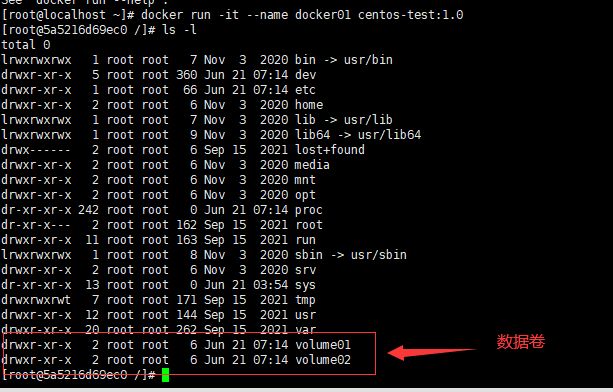 See 'docker run --help'.
[root@localhost ~]# docker run -it --name docker01 centos-test:1.0
[root@5a5216d69ec0 /]# ls -l
total 0
lrwxrwxrwx   1 root root   7 Nov  3  2020 bin -> usr/bin
drwxr-xr-x   5 root root 360 Jun 21 07:14 dev
drwxr-xr-x   1 root root  66 Jun 21 07:14 etc
drwxr-xr-x   2 root root   6 Nov  3  2020 home
lrwxrwxrwx   1 root root   7 Nov  3  2020 lib -> usr/lib
lrwxrwxrwx   1 root root   9 Nov  3  2020 lib64 -> usr/lib64
drwx------   2 root root   6 Sep 15  2021 lost+found
drwxr-xr-x   2 root root   6 Nov  3  2020 media
drwxr-xr-x   2 root root   6 Nov  3  2020 mnt
drwxr-xr-x   2 root root   6 Nov  3  2020 opt
dr-xr-xr-x 242 root root   0 Jun 21 07:14 proc
dr-xr-x---   2 root root 162 Sep 15  2021 root
drwxr-xr-x  11 root root 163 Sep 15  2021 run
lrwxrwxrwx   1 root root   8 Nov  3  2020 sbin -> usr/sbin
drwxr-xr-x   2 root root   6 Nov  3  2020 srv
dr-xr-xr-x  13 root root   0 Jun 21 03:54 sys
drwxrwxrwt   7 root root 171 Sep 15  2021 tmp
drwxr-xr-x  12 root root 144 Sep 15  2021 usr
drwxr-xr-x  20 root root 262 Sep 15  2021 var
drwxr-xr-x   2 root root   6 Jun 21 07:14 volume01
drwxr-xr-x   2 root root   6 Jun 21 07:14 volume02
[root@5a5216d69ec0 /]#
数据卷